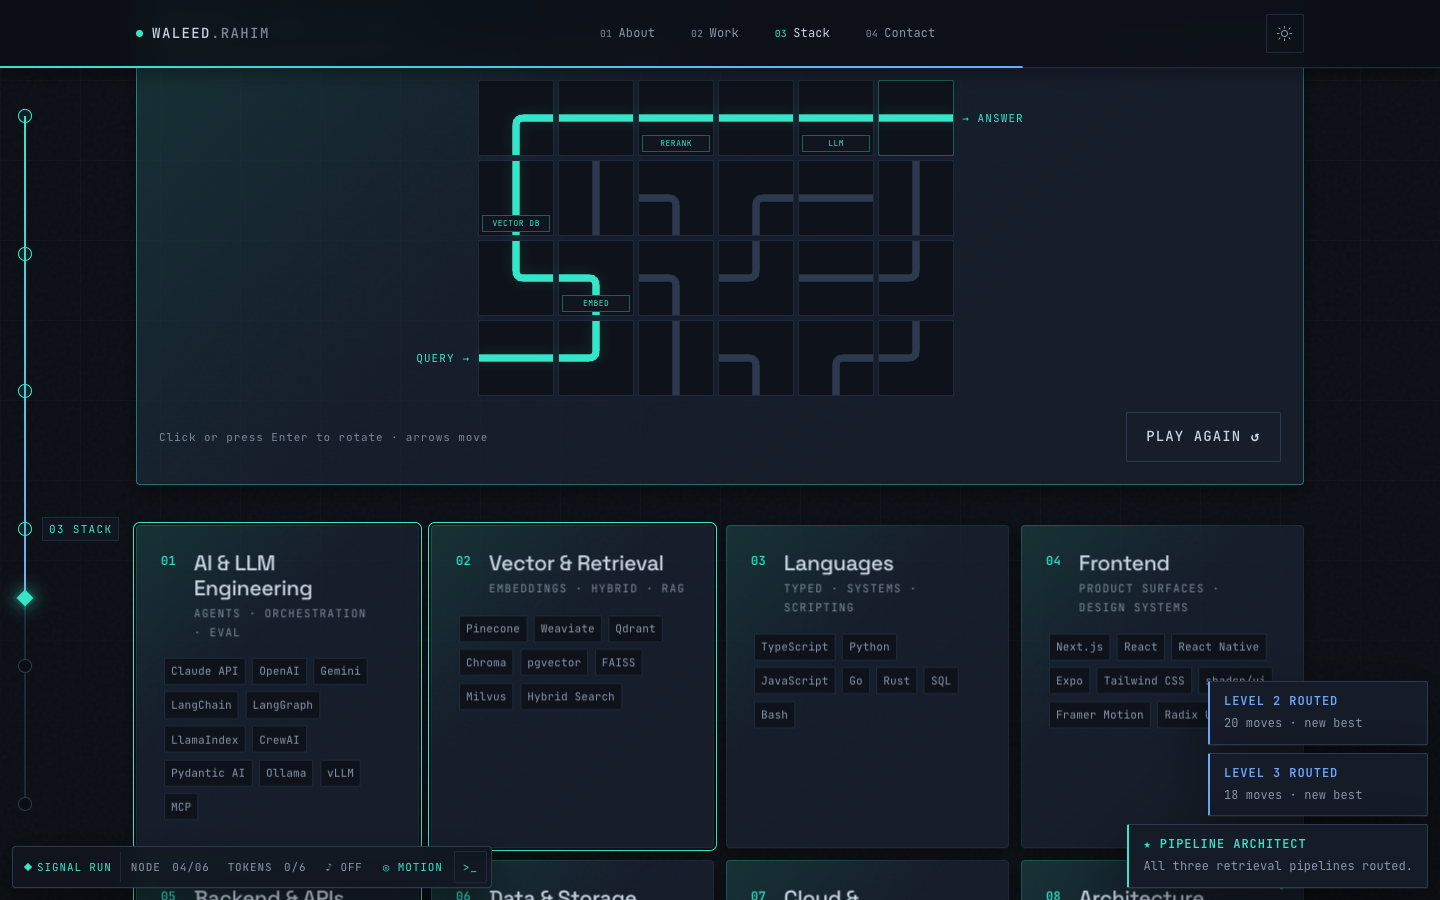 WALEED.RAHIM
01 About
02 Work
03 Stack
04 Contact
→ ANSWER
RERANK
LLM
VECTOR DB
EMBED
QUERY →
Click or press Enter to rotate · arrows move
PLAY AGAIN ↺
03 STACK
01 AI & LLM
Engineering
AGENTS · ORCHESTRATION
· EVAL
Claude API OpenAI Gemini
LangChain LangGraph
LlamaIndex CrewAI
Pydantic AI Ollama vLLM
MCP
02 Vector & Retrieval
EMBEDDINGS · HYBRID · RAG
Pinecone Weaviate Qdrant
Chroma pgvector FAISS
Milvus Hybrid Search
03 Languages
TYPED · SYSTEMS ·
SCRIPTING
TypeScript Python
JavaScript Go Rust SQL
Bash
04 Frontend
PRODUCT SURFACES ·
DESIGN SYSTEMS
Next.js React React Native
Expo Tailwind CSS shadcn/ui
Framer Motion Radix
LEVEL 2 ROUTED
20 moves · new best
LEVEL 3 ROUTED
18 moves · new best
★ PIPELINE ARCHITECT
All three retrieval pipelines routed.
◆ SIGNAL RUN NODE 04/06 TOKENS 0/6 ♪ OFF ◎ MOTION >_
05 Backend & APIs
06 Data & Storage
07 Cloud &
08 Architecture